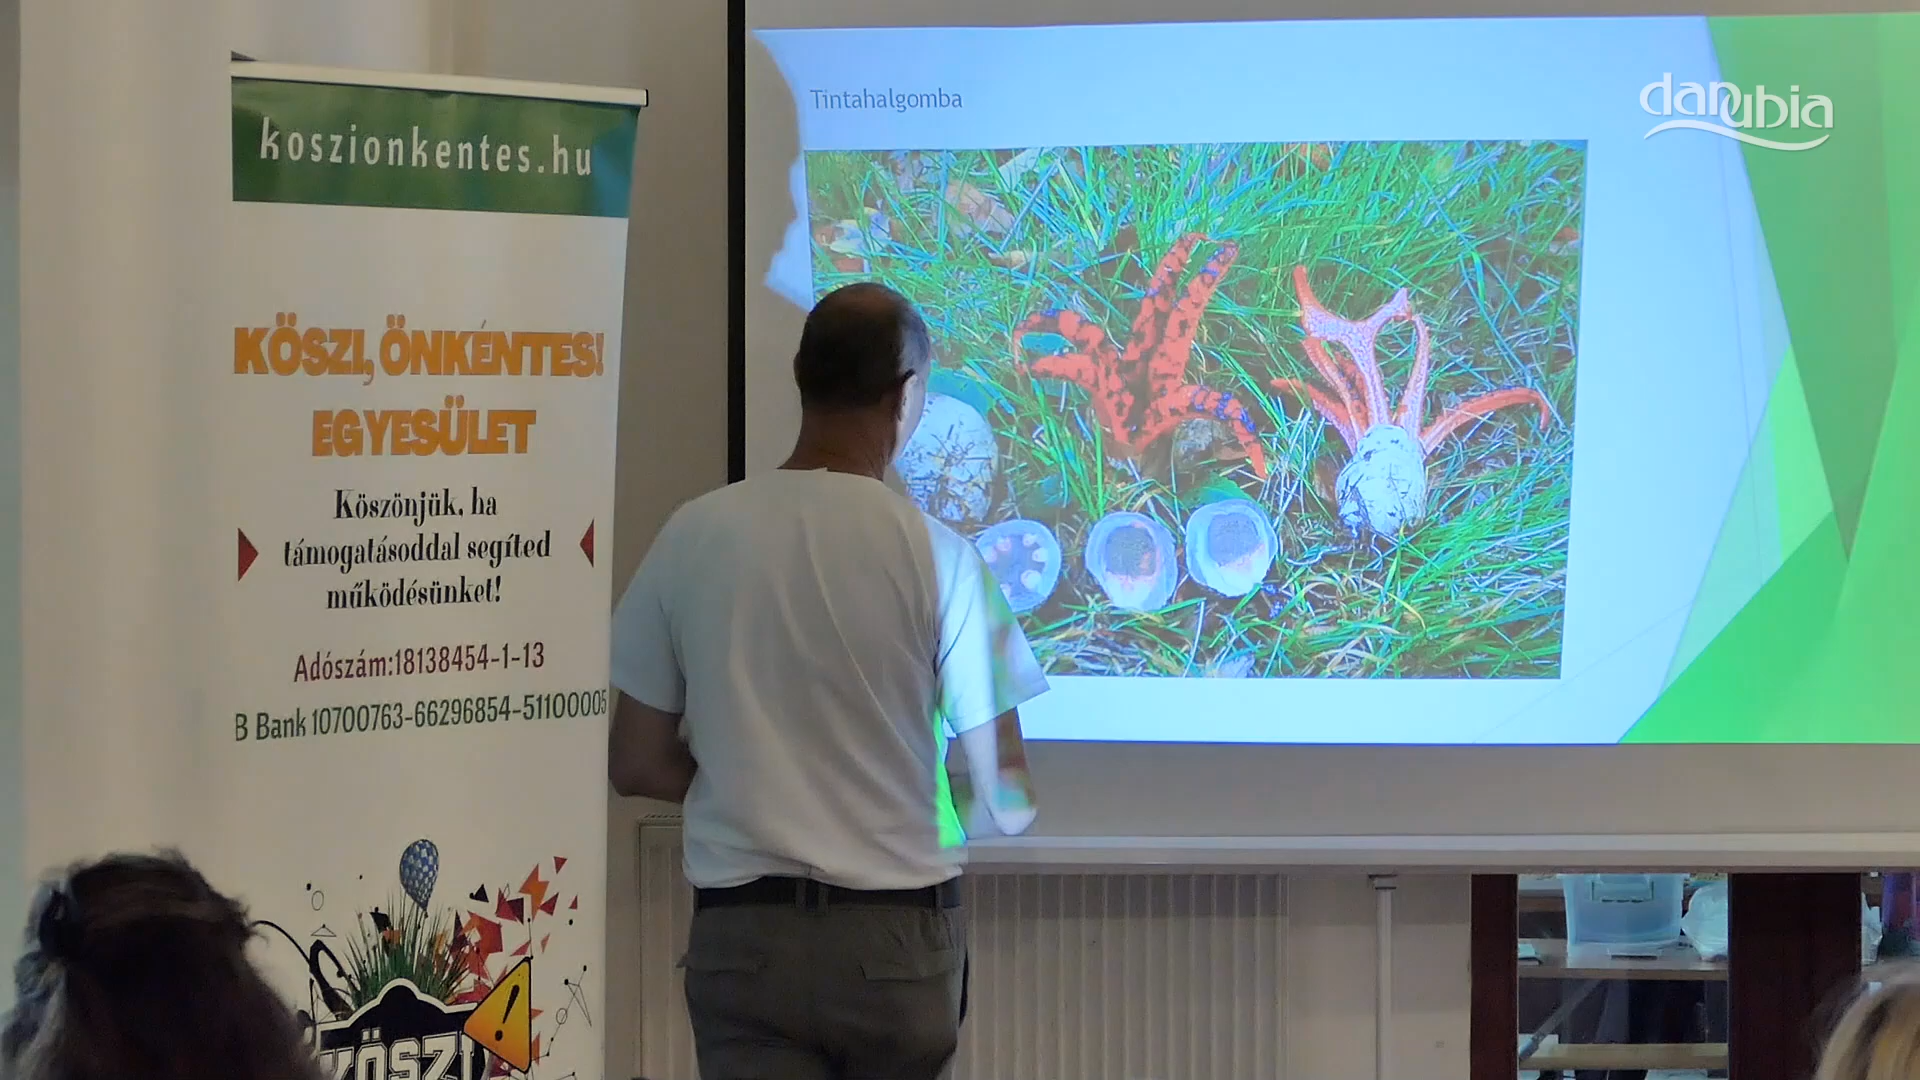 koszionkentes.hu
KÖSZI, ÖNKÉNTES!
EGYESÜLET
Köszönjük, ha
támogatásoddal segíted
működésünket!
Adószám:18138454-1-13
B Bank 10700763-66296854-51100005
KÖSZI
Tintahalgomba
danubia